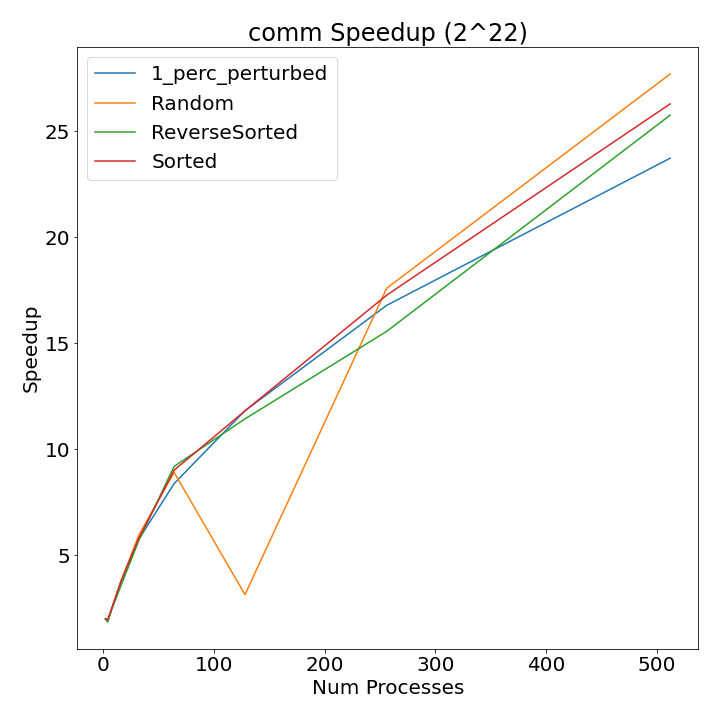 comm Speedup (2^22)
1_perc_perturbed
Random
ReverseSorted
Sorted
25
20
15
10
5
Speedup
0 100 200 300 400 500
Num Processes